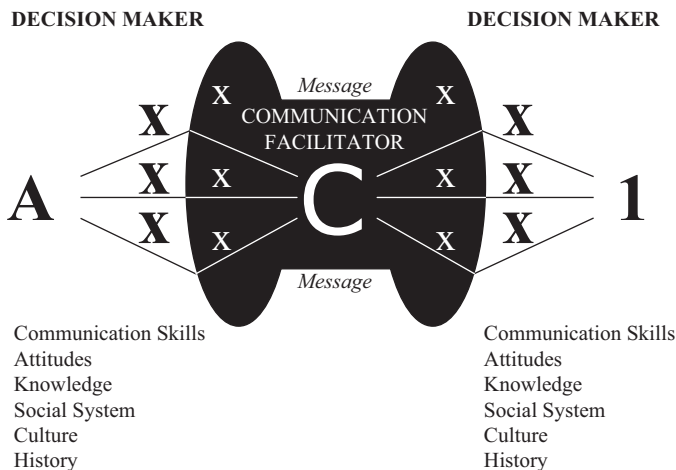 DECISION MAKER
DECISION MAKER
X
Message
X
X
COMMUNICATION
X
FACILITATOR
A
X
X
C
X
X
1
X
X
X
X
Message
Communication Skills
Attitudes
Knowledge
Social System
Culture
History
Communication Skills
Attitudes
Knowledge
Social System
Culture
History